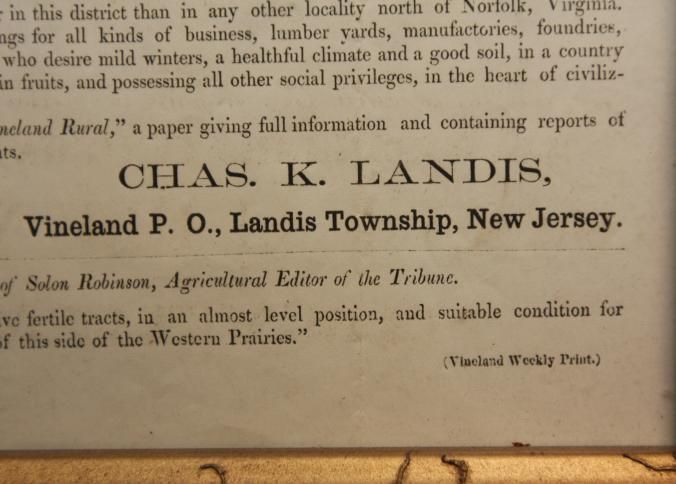 in this district than in any other locality north of Norfolk, Virginia.
ngs for all kinds of business, lumber yards, manufactories, foundries,
who desire mild winters, a healthful climate and a good soil, in a country
in fruits, and possessing all other social privileges, in the heart of civiliz-
neland Rural," a paper giving full information and containing reports of
ts.
CHAS. K. LANDIS,
Vineland P. O., Landis Township, New Jersey.
of Solon Robinson, Agricultural Editor of the Tribune.
ve fertile tracts, in an almost level position, and suitable condition for
f this side of the Western Prairies."
(Vineland Weekly Print.)